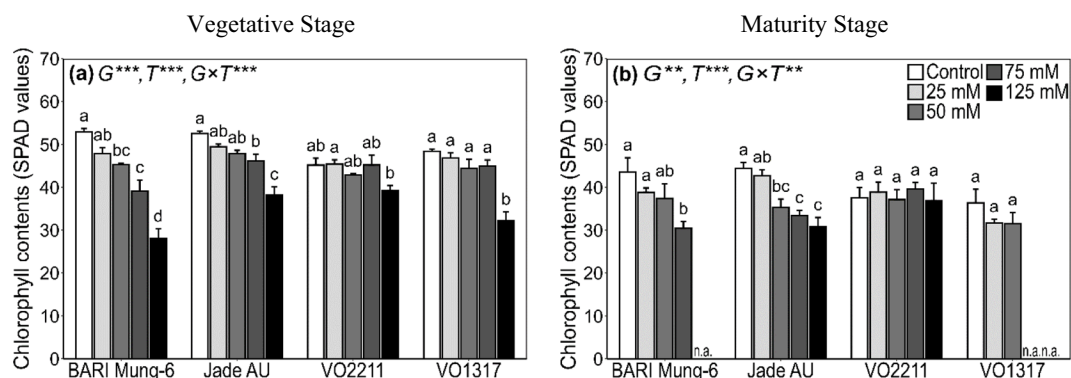 Vegetative Stage
Maturity Stage
Chlorophyll contents (SPAD values)
70
60
50
40
30
20
10
0
(a) G***, T***, G×T***
a ab bc c d
a ab ab b c
ab a ab ab b
a a a a b
BARI Mung-6 Jade AU VO2211 VO1317
Chlorophyll contents (SPAD values)
70
60
50
40
30
20
10
0
(b) G**, T***, G×T**
Control
25 mM
50 mM
75 mM
125 mM
a a ab b n.a.
a ab bc c c
a a a a a
a a a n.a.n.a.
BARI Mung-6 Jade AU VO2211 VO1317